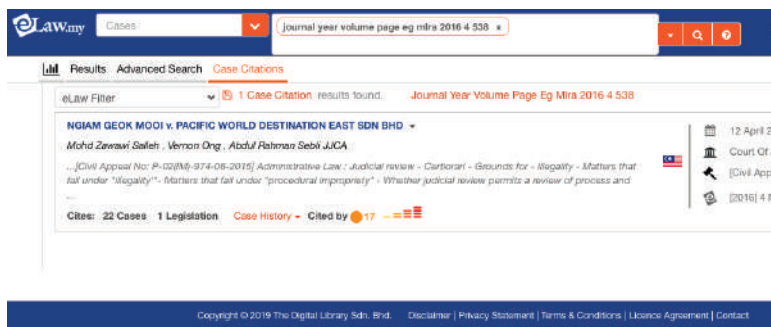 eLaw.my
Cases
journal year volume page eg mlra 2016 4 538 x
Results Advanced Search Case Citations
eLaw Filter
1 Case Citation results found. Journal Year Volume Page Eg Mlra 2016 4 538
NGIAM GEOK MOOI v. PACIFIC WORLD DESTINATION EAST SDN BHD
Mohd Zawawi Salleh , Vernon Ong , Abdul Rahman Sebli JJCA
...[Civil Appeal No: P-02(IM)-974-06-2015] Administrative Law : Judicial review - Certiorari - Grounds for - Illegality - Matters that
fall under "illegality"- Matters that fall under "procedural impropriety" - Whether judicial review permits a review of process and
...
Cites: 22 Cases 1 Legislation Case History Cited by 17
12 April 2
Court Of
[Civil App
[2016] 4 M
Copyright © 2019 The Digital Library Sdn. Bhd. Disclaimer | Privacy Statement | Terms & Conditions | Licence Agreement | Contact